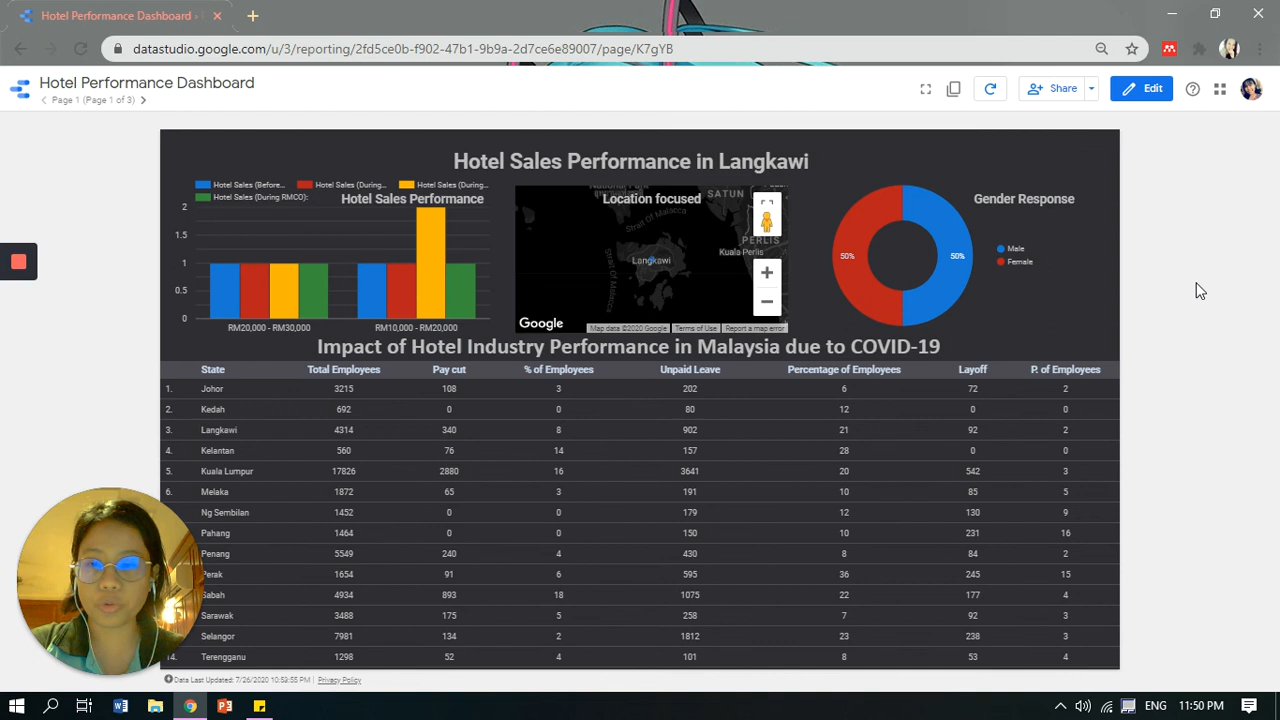 Hotel Performance Dashboard ›
datastudio.google.com/u/3/reporting/2fd5ce0b-f902-47b1-9b9a-2d7ce6e89007/page/K7gYB
Hotel Performance Dashboard
Page 1 (Page 1 of 3)
Share
Edit
Hotel Sales Performance in Langkawi
Hotel Sales (Before... Hotel Sales (During... Hotel Sales (During...
Hotel Sales (During RMCO):
Hotel Sales Performance
2
1.5
1
0.5
0
RM20,000 - RM30,000 RM10,000 - RM20,000
Location focused
SATUN
Strait Of Malacca
PERLIS
Kuala Perlis
Langkawi
Strait Of Malacca
Google
Map data ©2020 Google Terms of Use Report a map error
Gender Response
50% 50%
Male
Female
Impact of Hotel Industry Performance in Malaysia due to COVID-19
State Total Employees Pay cut % of Employees Unpaid Leave Percentage of Employees Layoff P. of Employees
1. Johor 3215 108 3 202 6 72 2
2. Kedah 692 0 0 80 12 0 0
3. Langkawi 4314 340 8 902 21 92 2
4. Kelantan 560 76 14 157 28 0 0
5. Kuala Lumpur 17826 2880 16 3641 20 542 3
6. Melaka 1872 65 3 191 10 85 5
Ng Sembilan 1452 0 0 179 12 130 9
Pahang 1464 0 0 150 10 231 16
Penang 5549 240 4 430 8 84 2
Perak 1654 91 6 595 36 245 15
Sabah 4934 893 18 1075 22 177 4
Sarawak 3488 175 5 258 7 92 3
Selangor 7981 134 2 1812 23 238 3
14. Terengganu 1298 52 4 101 8 53 4
Data Last Updated: 7/26/2020 10:53:55 PM Privacy Policy
ENG 11:50 PM